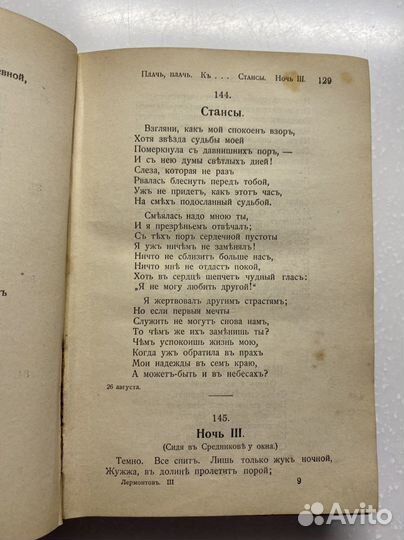 евной,
Плачь, плачь. Къ . . . Стансы. Ночь III. 129
144.
Стансы.
Взгляни, какъ мой спокоенъ взоръ,
Хотя звѣзда судьбы моей
Померкнула съ давнишнихъ поръ, —
И съ нею думы свѣтлыхъ дней!
Слеза, которая не разъ
Рвалась блеснуть передъ тобой,
Ужъ не придетъ, какъ этотъ часъ,
На смѣхъ подосланный судьбой.
Смѣялась надо мною ты,
И я презрѣньемъ отвѣчалъ;
Съ тѣхъ поръ сердечной пустоты
Я ужъ ничѣмъ не замѣнялъ!
Ничто не сблизитъ больше насъ,
Ничто мнѣ не отдастъ покой,
Хоть въ сердцѣ шепчетъ чудный гласъ:
„Я не могу любить другой!“
Я жертвовалъ другимъ страстямъ;
Но если первыя мечты
Служить не могутъ снова намъ,
То чѣмъ же ихъ замѣнишь ты?
Чѣмъ успокоишь жизнь мою,
Когда ужъ обратила въ прахъ
Мои надежды въ семъ краю,
А можетъ-быть и въ небесахъ?
26 августа.
145.
Ночь III.
(Сидя въ Средниковѣ у окна.)
Темно. Все спитъ. Лишь только жукъ ночной,
Жужжа, въ долинѣ пролетитъ порой;
Лермонтовъ. III 9
Avito